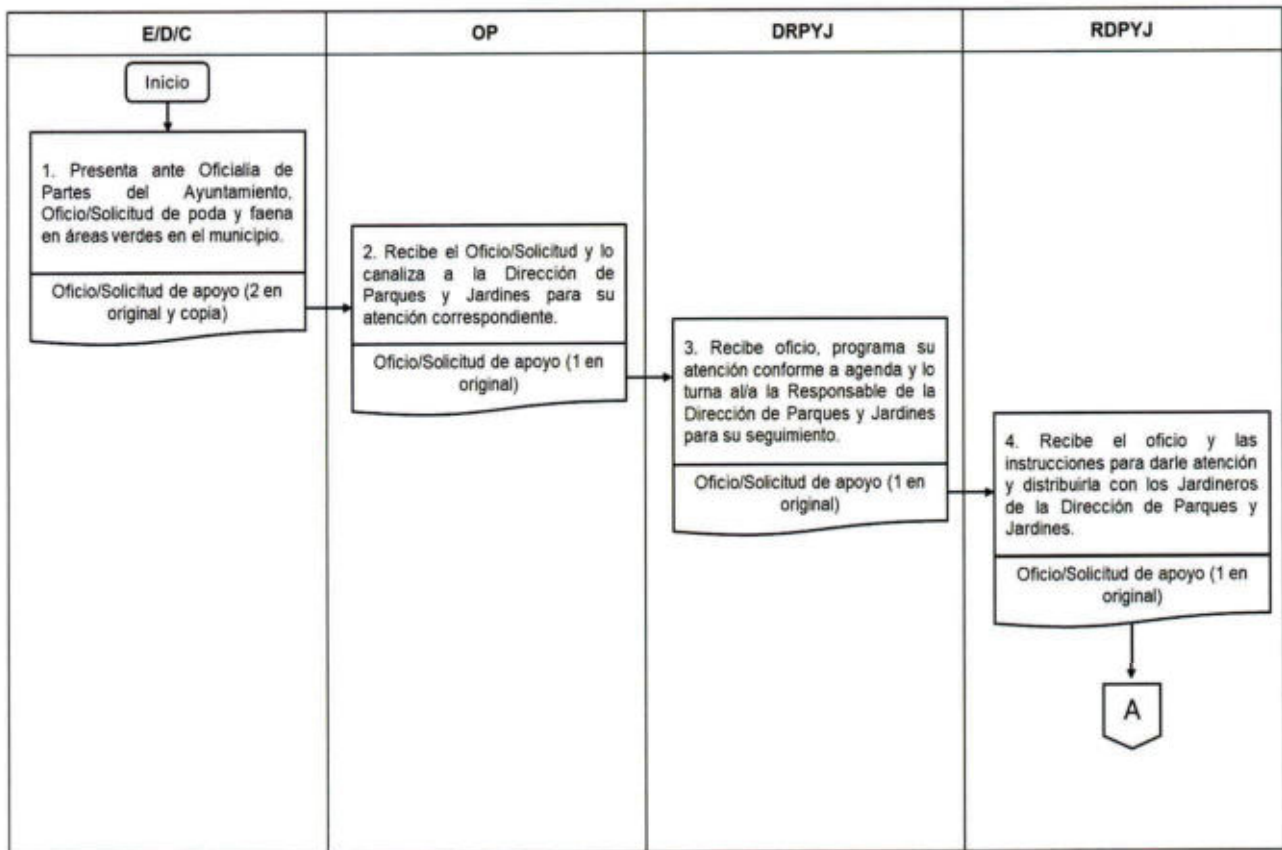 E/D/C
OP
DRPYJ
RDPYJ
Inicio
1. Presenta ante Oficialia de
Partes del Ayuntamiento,
Oficio/Solicitud de poda y faena
en áreas verdes en el municipio.
Oficio/Solicitud de apoyo (2 en
original y copia)
2. Recibe el Oficio/Solicitud y lo
canaliza a la Dirección de
Parques y Jardines para su
atención correspondiente.
Oficio/Solicitud de apoyo (1 en
original)
3. Recibe oficio, programa su
atención conforme a agenda y lo
turna al/a la Responsable de la
Dirección de Parques y Jardines
para su seguimiento.
Oficio/Solicitud de apoyo (1 en
original)
4. Recibe el oficio y las
instrucciones para darle atención
y distribuirla con los Jardineros
de la Dirección de Parques y
Jardines.
Oficio/Solicitud de apoyo (1 en
original)
A